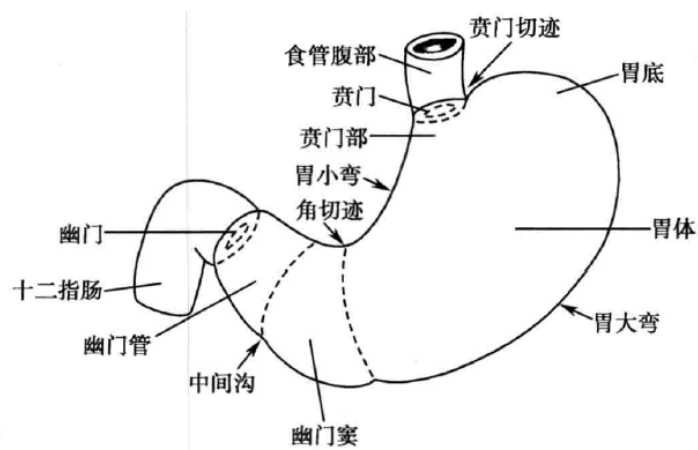 贲门切迹
食管腹部
胃底
贲门
贲门部
胃小弯
角切迹
幽门
胃体
十二指肠
胃大弯
幽门管
中间沟
幽门窦